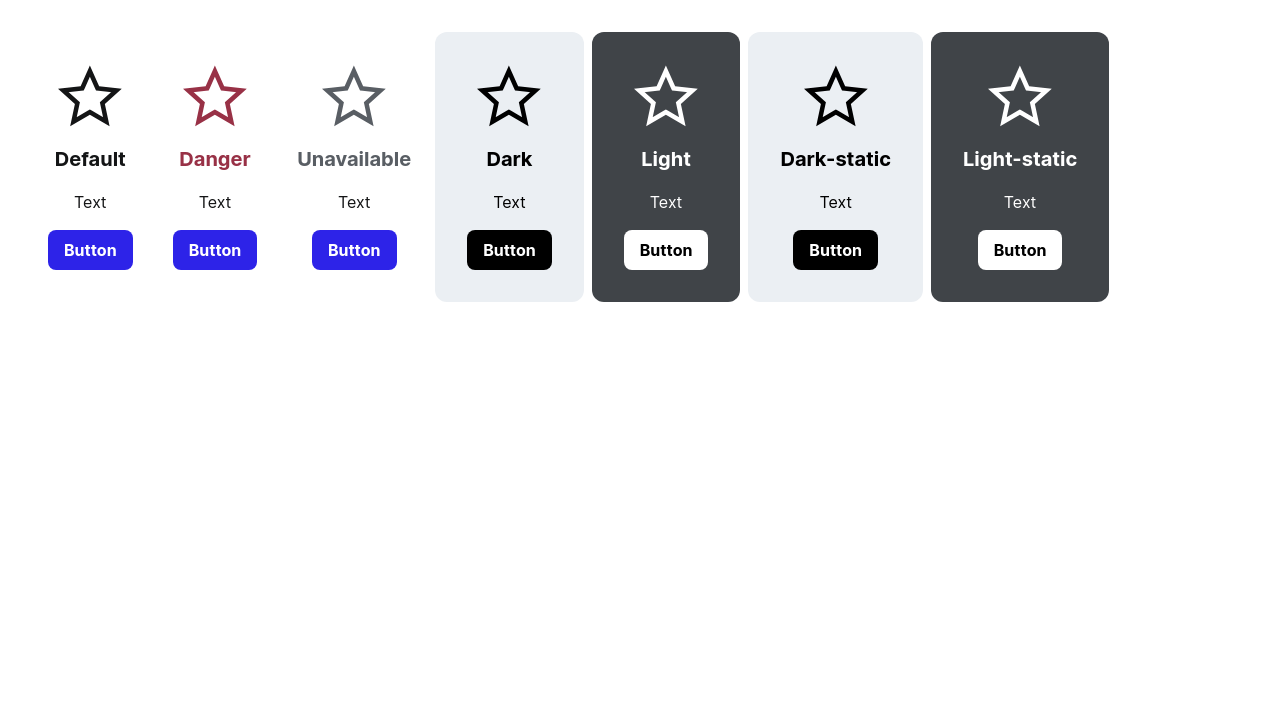 Default
Text
Button
Danger
Text
Button
Unavailable
Text
Button
Dark
Text
Button
Light
Text
Button
Dark-static
Text
Button
Light-static
Text
Button